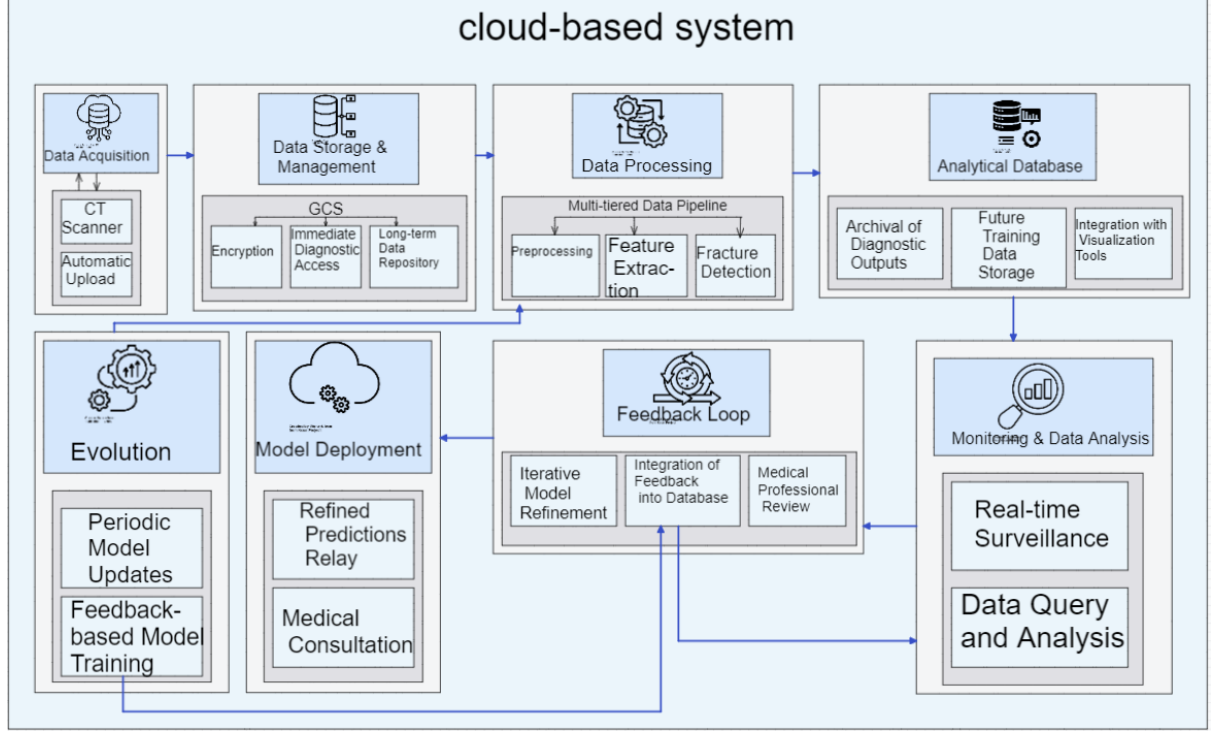 cloud-based system
Data Acquisition
CT
Scanner
Automatic
Upload
Data Storage &
Management
GCS
Encryption
Immediate
Diagnostic
Access
Long-term
Data
Repository
Data Processing
Multi-tiered Data Pipeline
Preprocessing
Feature
Extrac-
tion
Fracture
Detection
Analytical Database
Archival of
Diagnostic
Outputs
Future
Training
Data
Storage
Integration with
Visualization
Tools
Evolution
Periodic
Model
Updates
Feedback-
based Model
Training
Model Deployment
Refined
Predictions
Relay
Medical
Consultation
Feedback Loop
Iterative
Model
Refinement
Integration of
Feedback
into Database
Medical
Professional
Review
Monitoring & Data Analysis
Real-time
Surveillance
Data Query
and Analysis